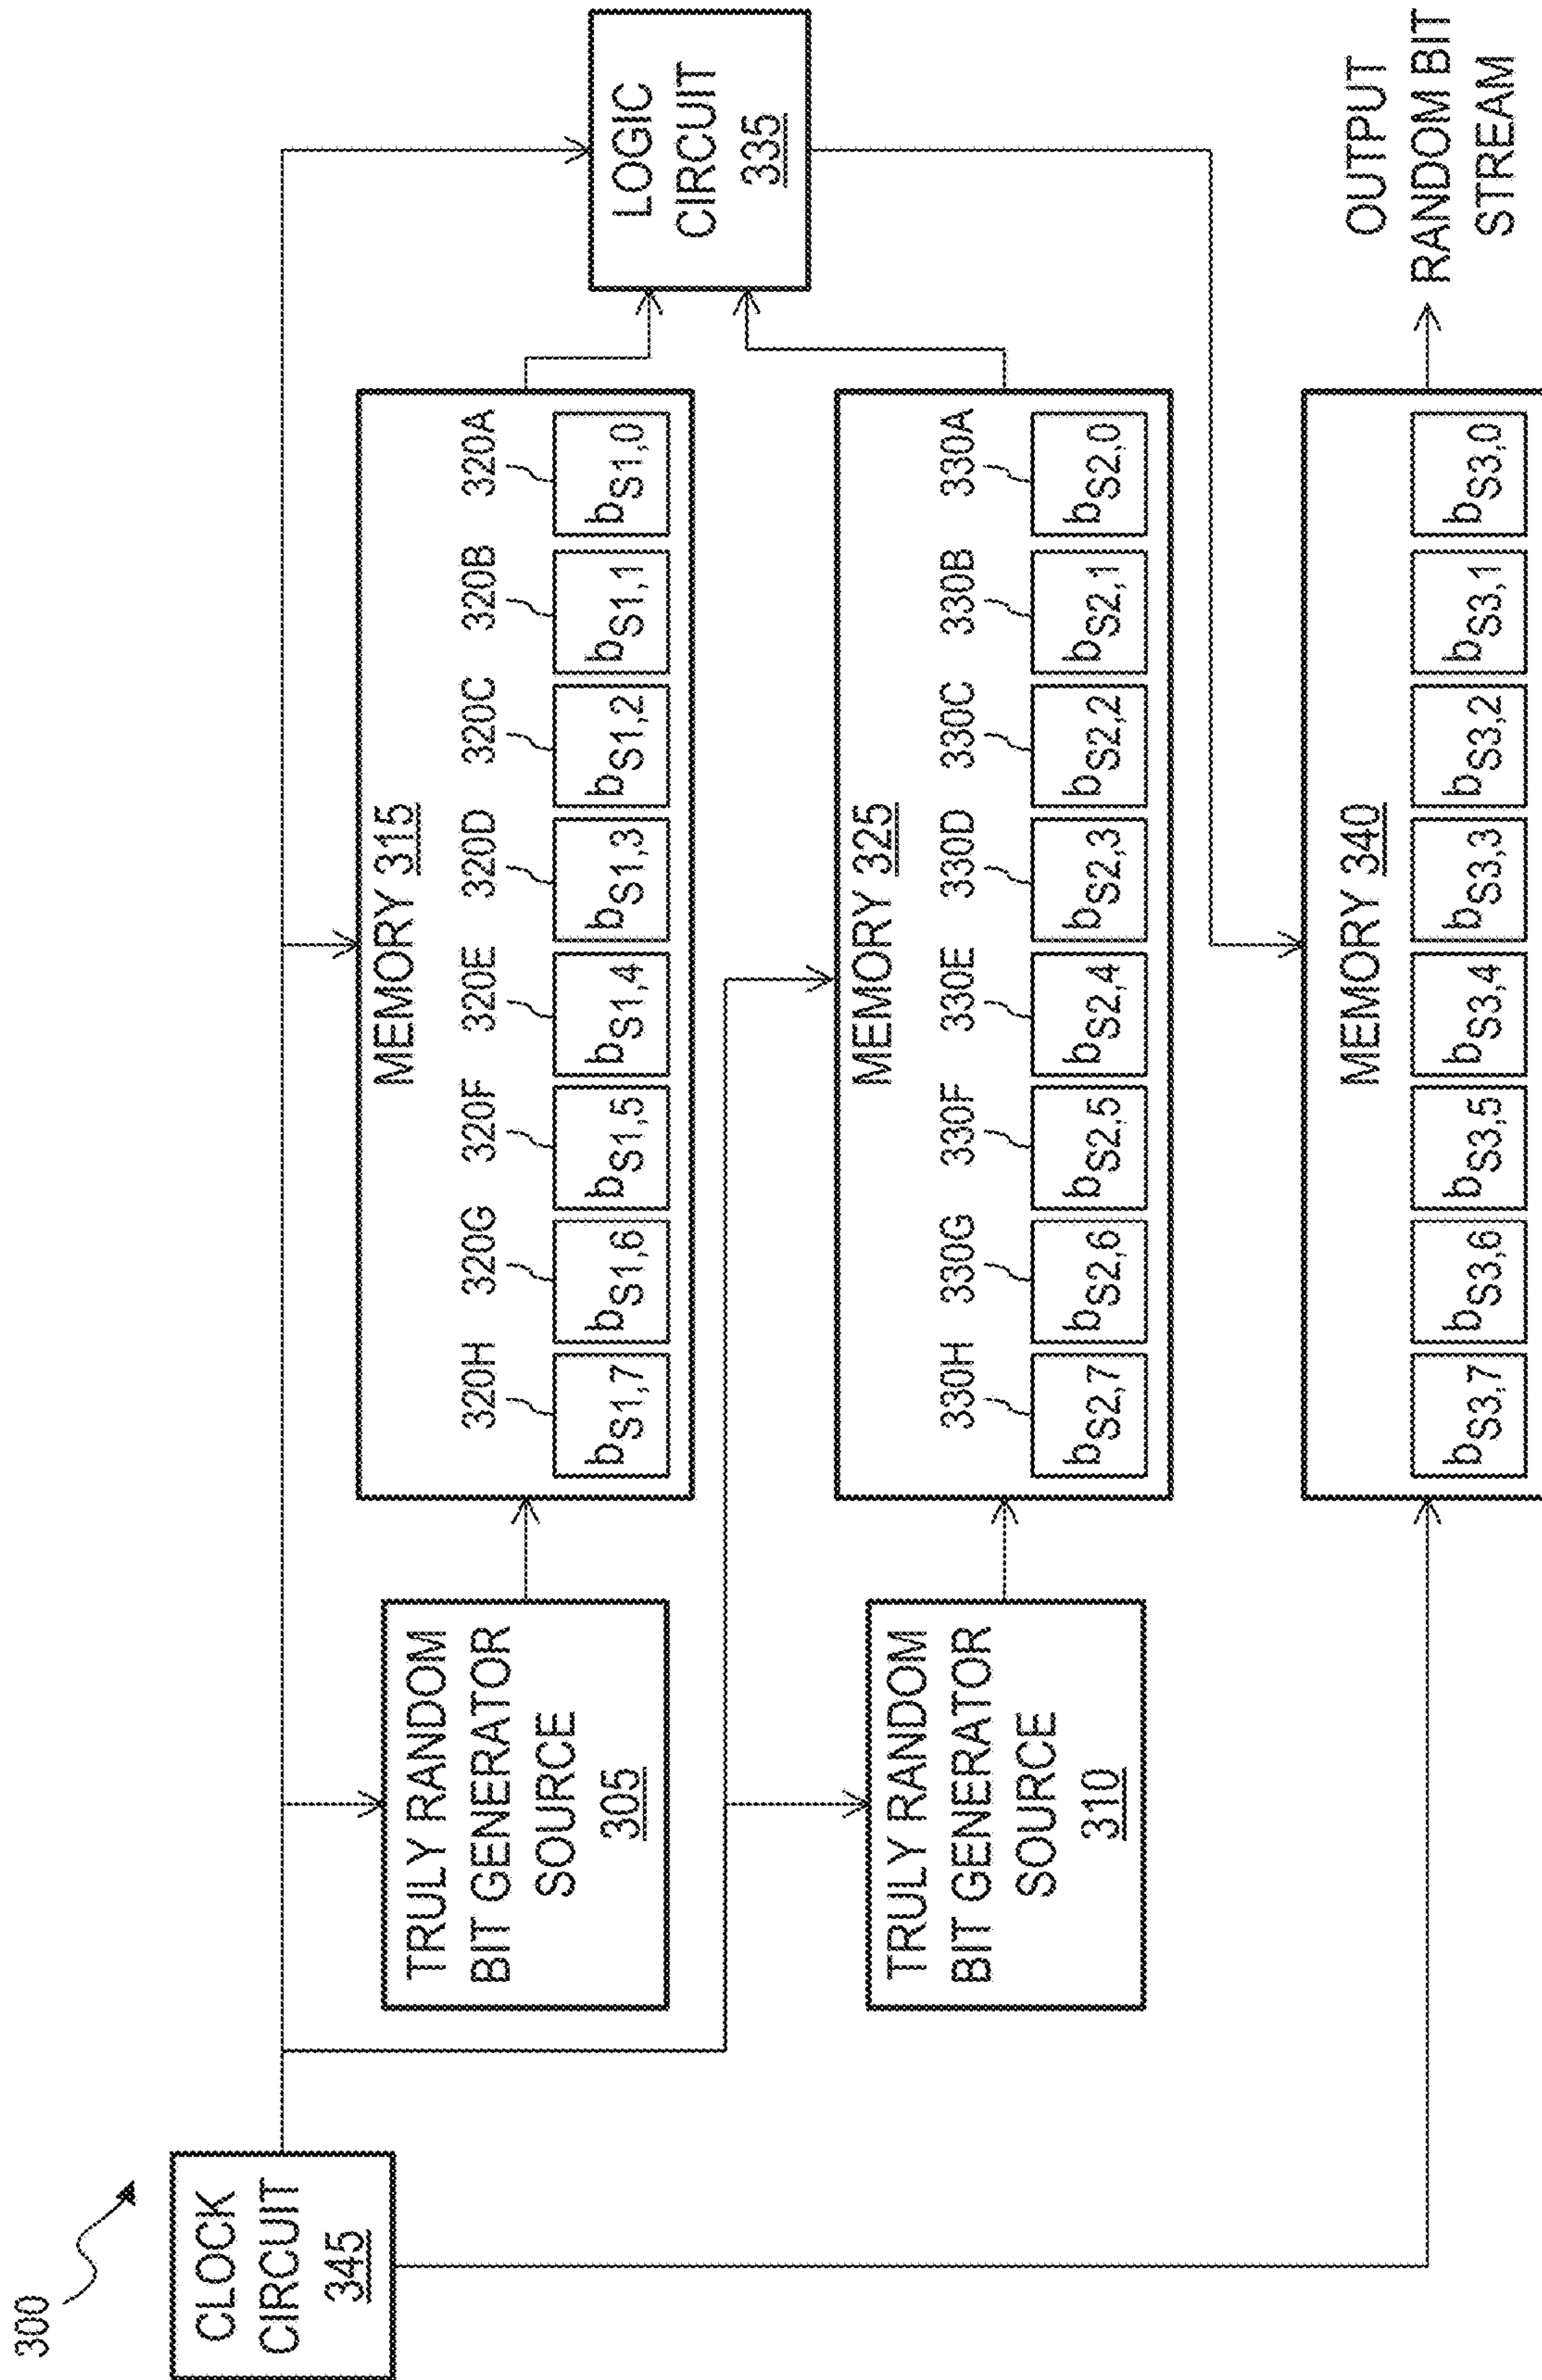 300
CLOCK
CIRCUIT
345
TRULY RANDOM
BIT GENERATOR
SOURCE
305
MEMORY 315
320H 320G 320F 320E 320D 320C 320B 320A
bS1,7 bS1,6 bS1,5 bS1,4 bS1,3 bS1,2 bS1,1 bS1,0
LOGIC
CIRCUIT
335
TRULY RANDOM
BIT GENERATOR
SOURCE
310
MEMORY 325
330H 330G 330F 330E 330D 330C 330B 330A
bS2,7 bS2,6 bS2,5 bS2,4 bS2,3 bS2,2 bS2,1 bS2,0
MEMORY 340
bS3,7 bS3,6 bS3,5 bS3,4 bS3,3 bS3,2 bS3,1 bS3,0
OUTPUT
RANDOM BIT
STREAM